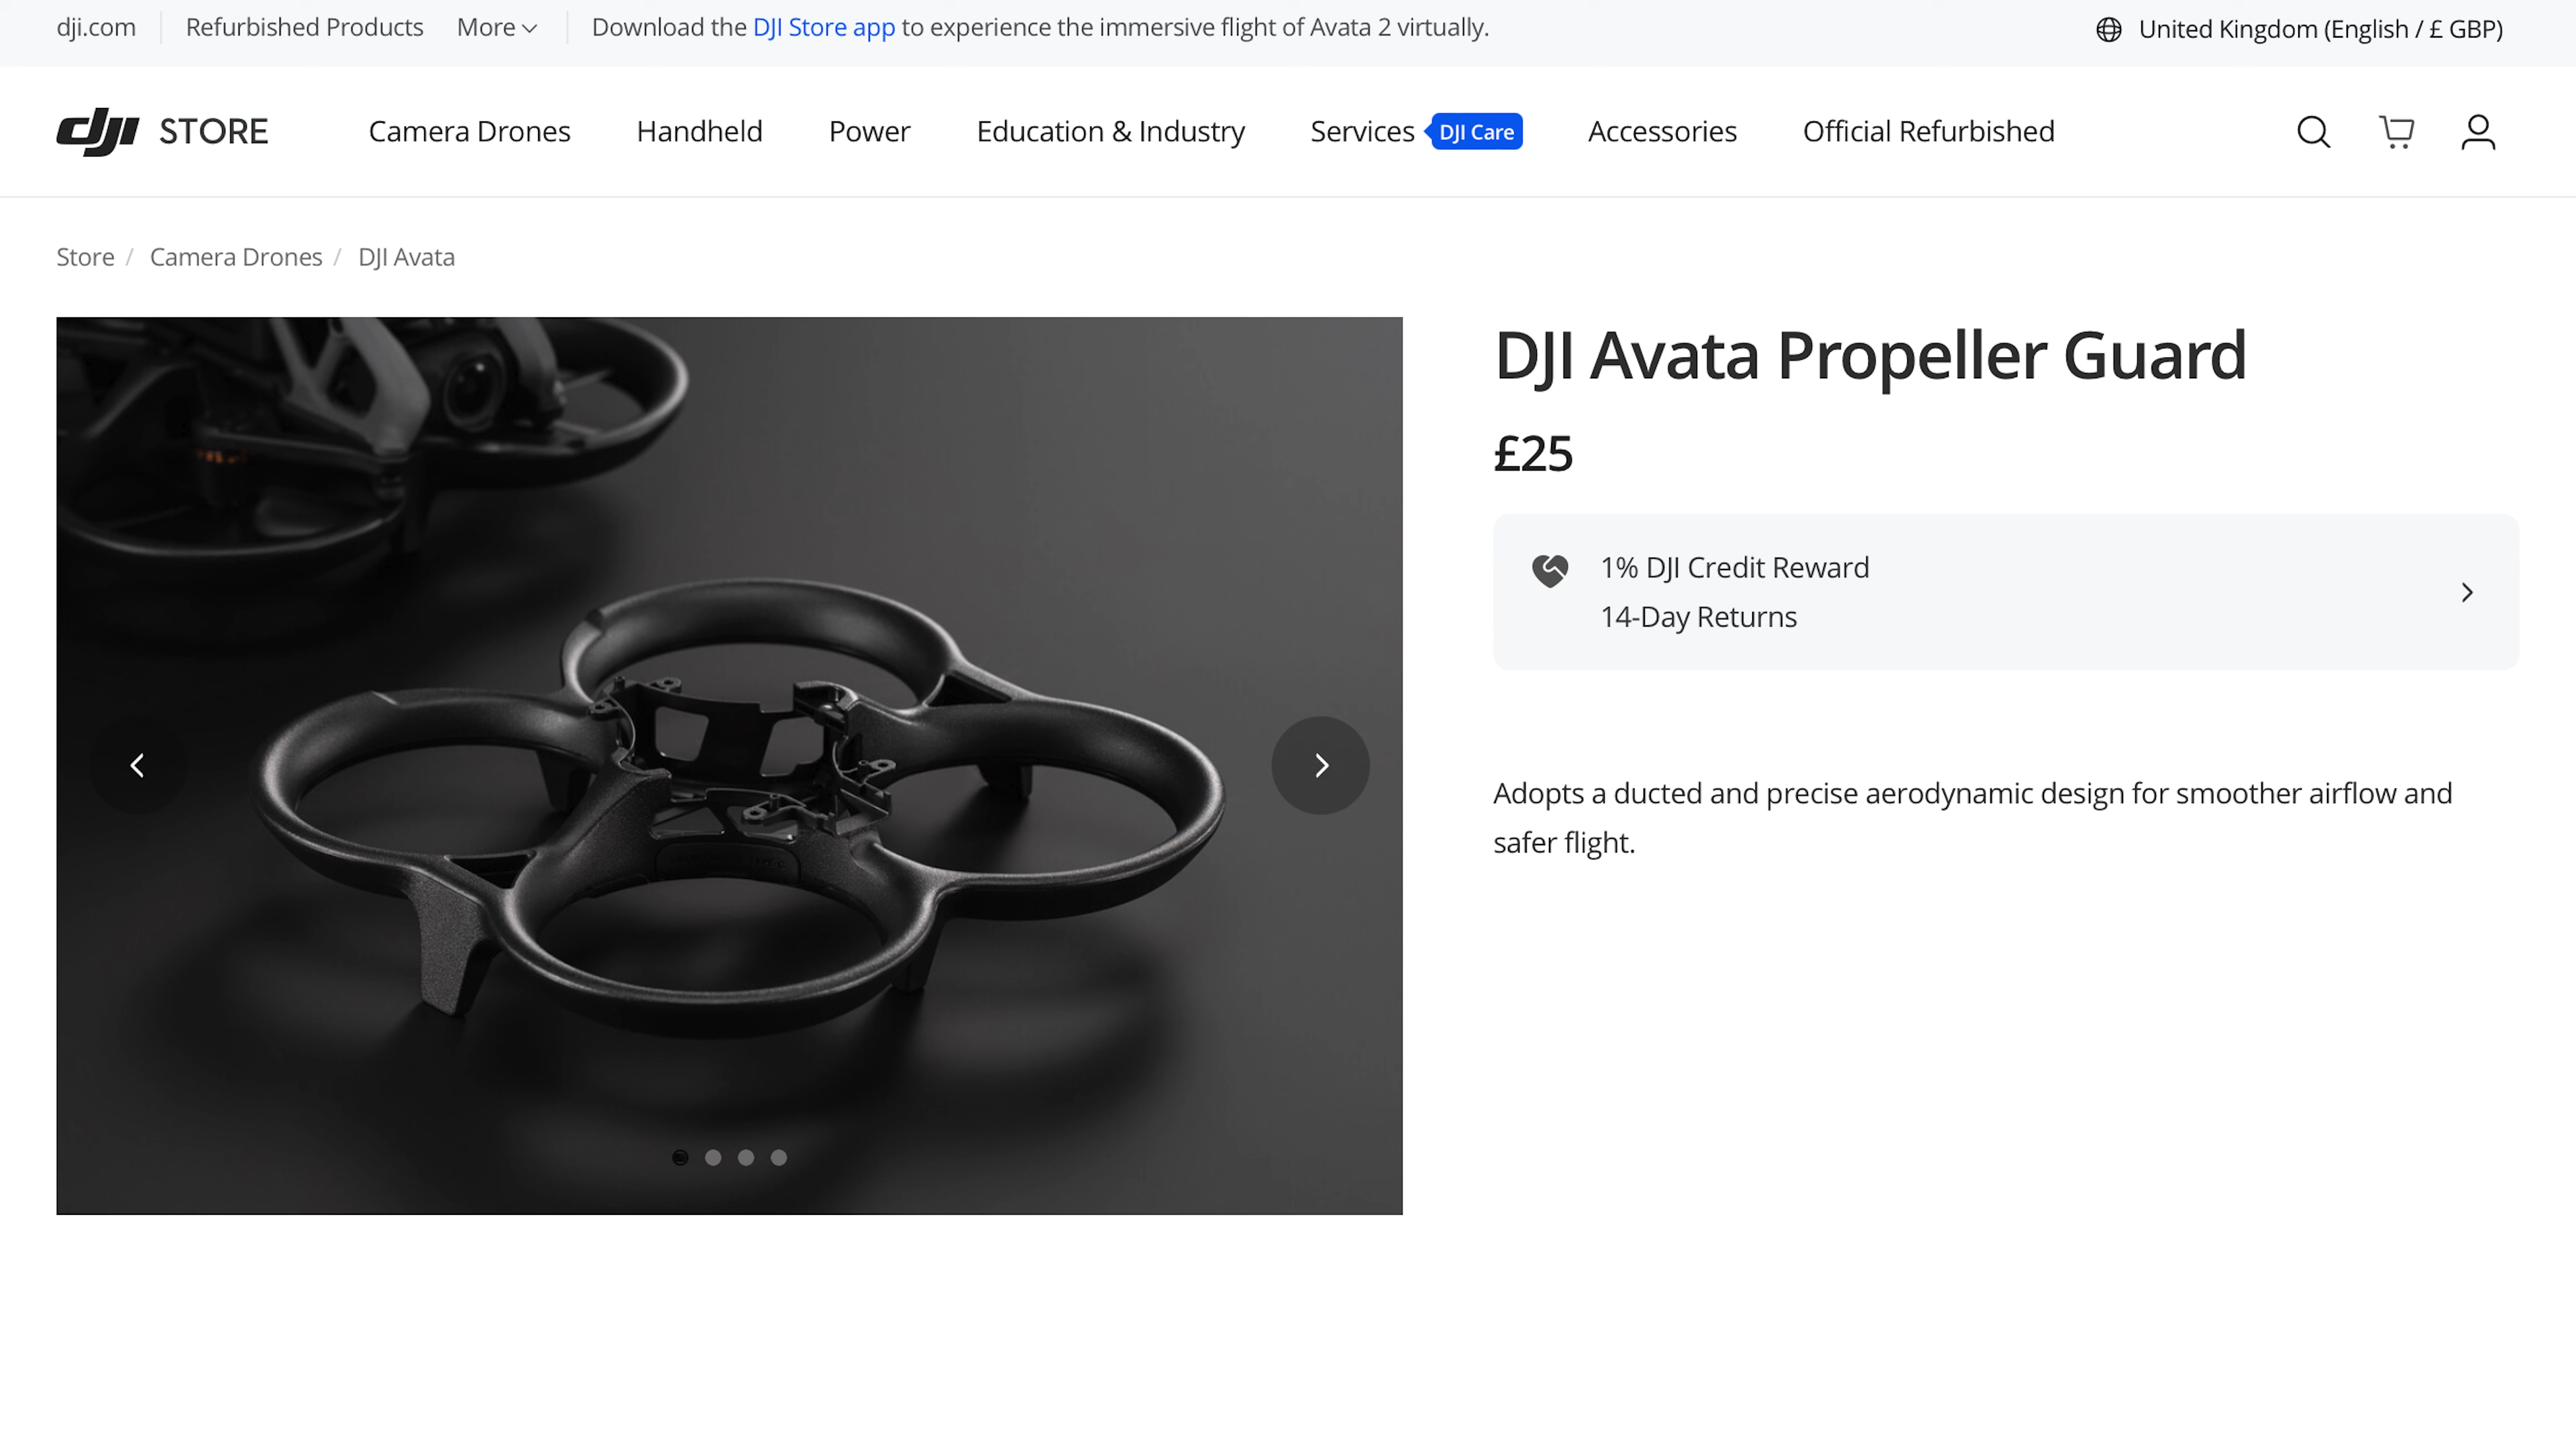 dji.com
Refurbished Products
More
Download the DJI Store app to experience the immersive flight of Avata 2 virtually.
United Kingdom (English / £ GBP)
dji STORE
Camera Drones
Handheld
Power
Education & Industry
Services
DJI Care
Accessories
Official Refurbished
Store / Camera Drones / DJI Avata
DJI Avata Propeller Guard
£25
1% DJI Credit Reward
14-Day Returns
Adopts a ducted and precise aerodynamic design for smoother airflow and
safer flight.